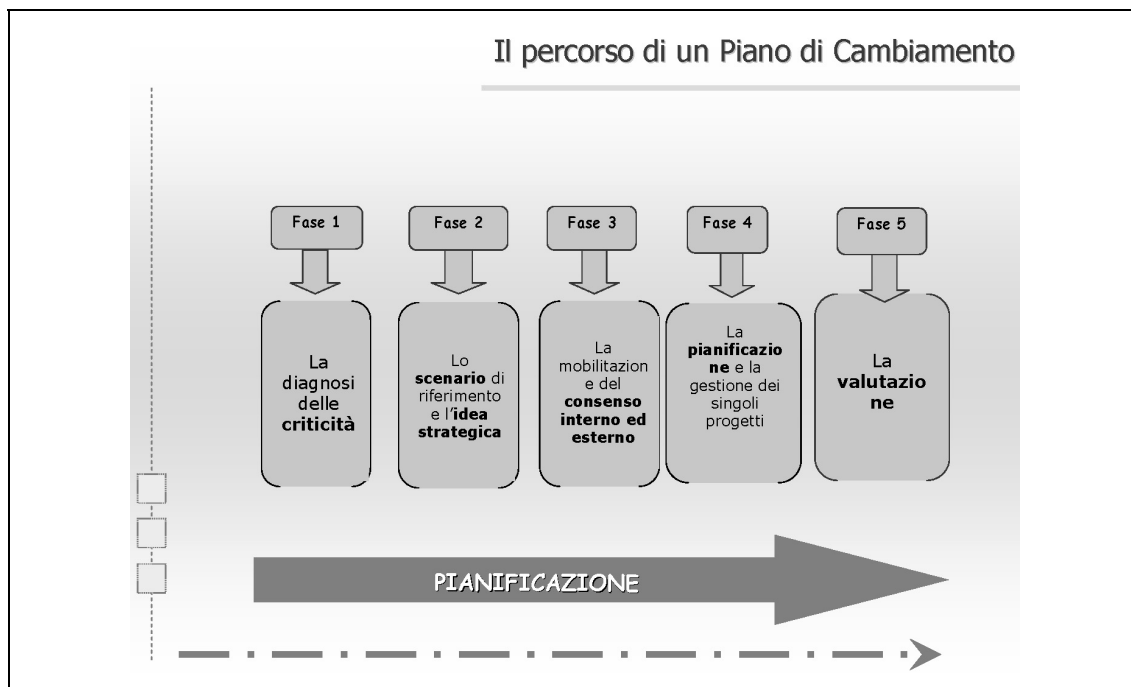 Il percorso di un Piano di Cambiamento
Fase 1
La
diagnosi
delle
criticità
Fase 2
Lo
scenario di
riferimento
e l'idea
strategica
Fase 3
La
mobilitazion
e del
consenso
interno ed
esterno
Fase 4
La
pianificazio
ne e la
gestione dei
singoli
progetti
Fase 5
La
valutazio
ne
PIANIFICAZIONE